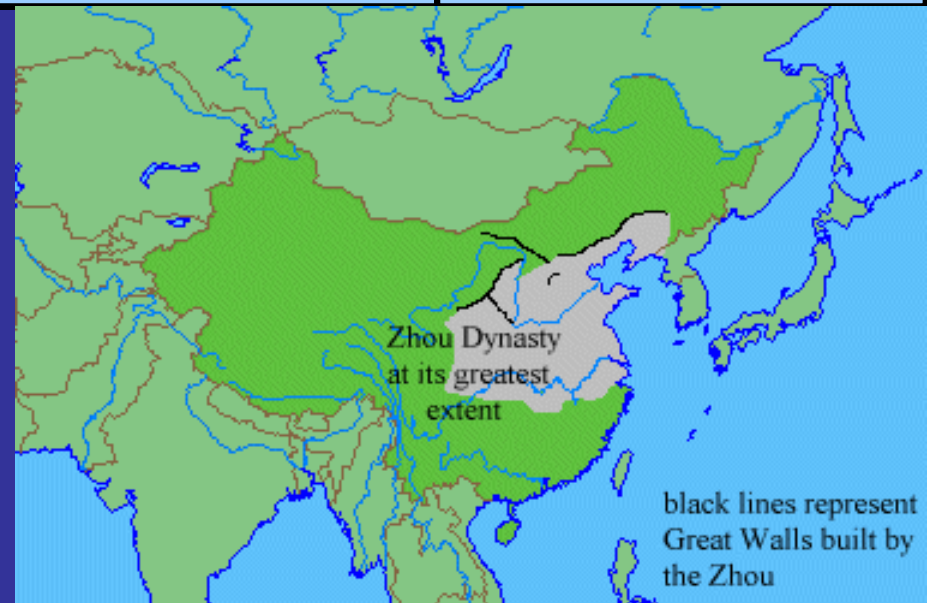 Zhou Dynasty
at its greatest
extent
black lines represent
Great Walls built by
the Zhou